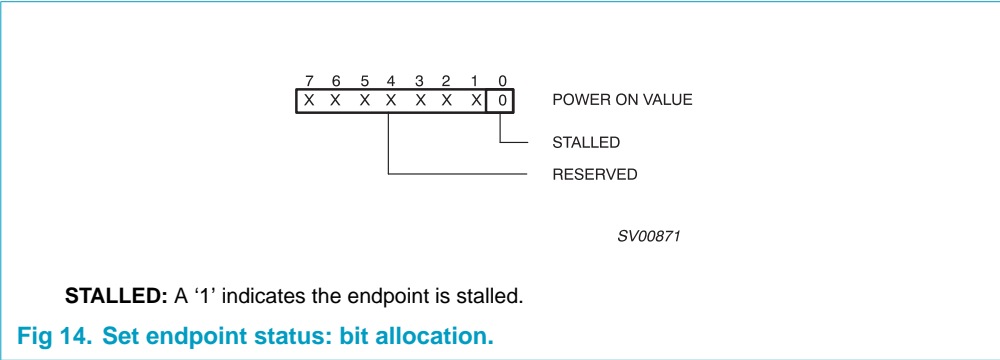 7 6 5 4 3 2 1 0
X X X X X X X 0 POWER ON VALUE
STALLED
RESERVED
SV00871
STALLED: A ‘1’ indicates the endpoint is stalled.
Fig 14. Set endpoint status: bit allocation.